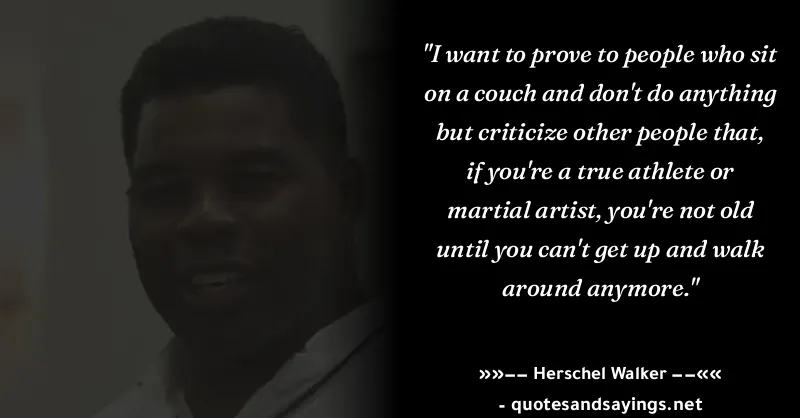 "I want to prove to people who sit
on a couch and don't do anything
but criticize other people that,
if you're a true athlete or
martial artist, you're not old
until you can't get up and walk
around anymore."
»»−− Herschel Walker −−««
- quotesandsayings.net